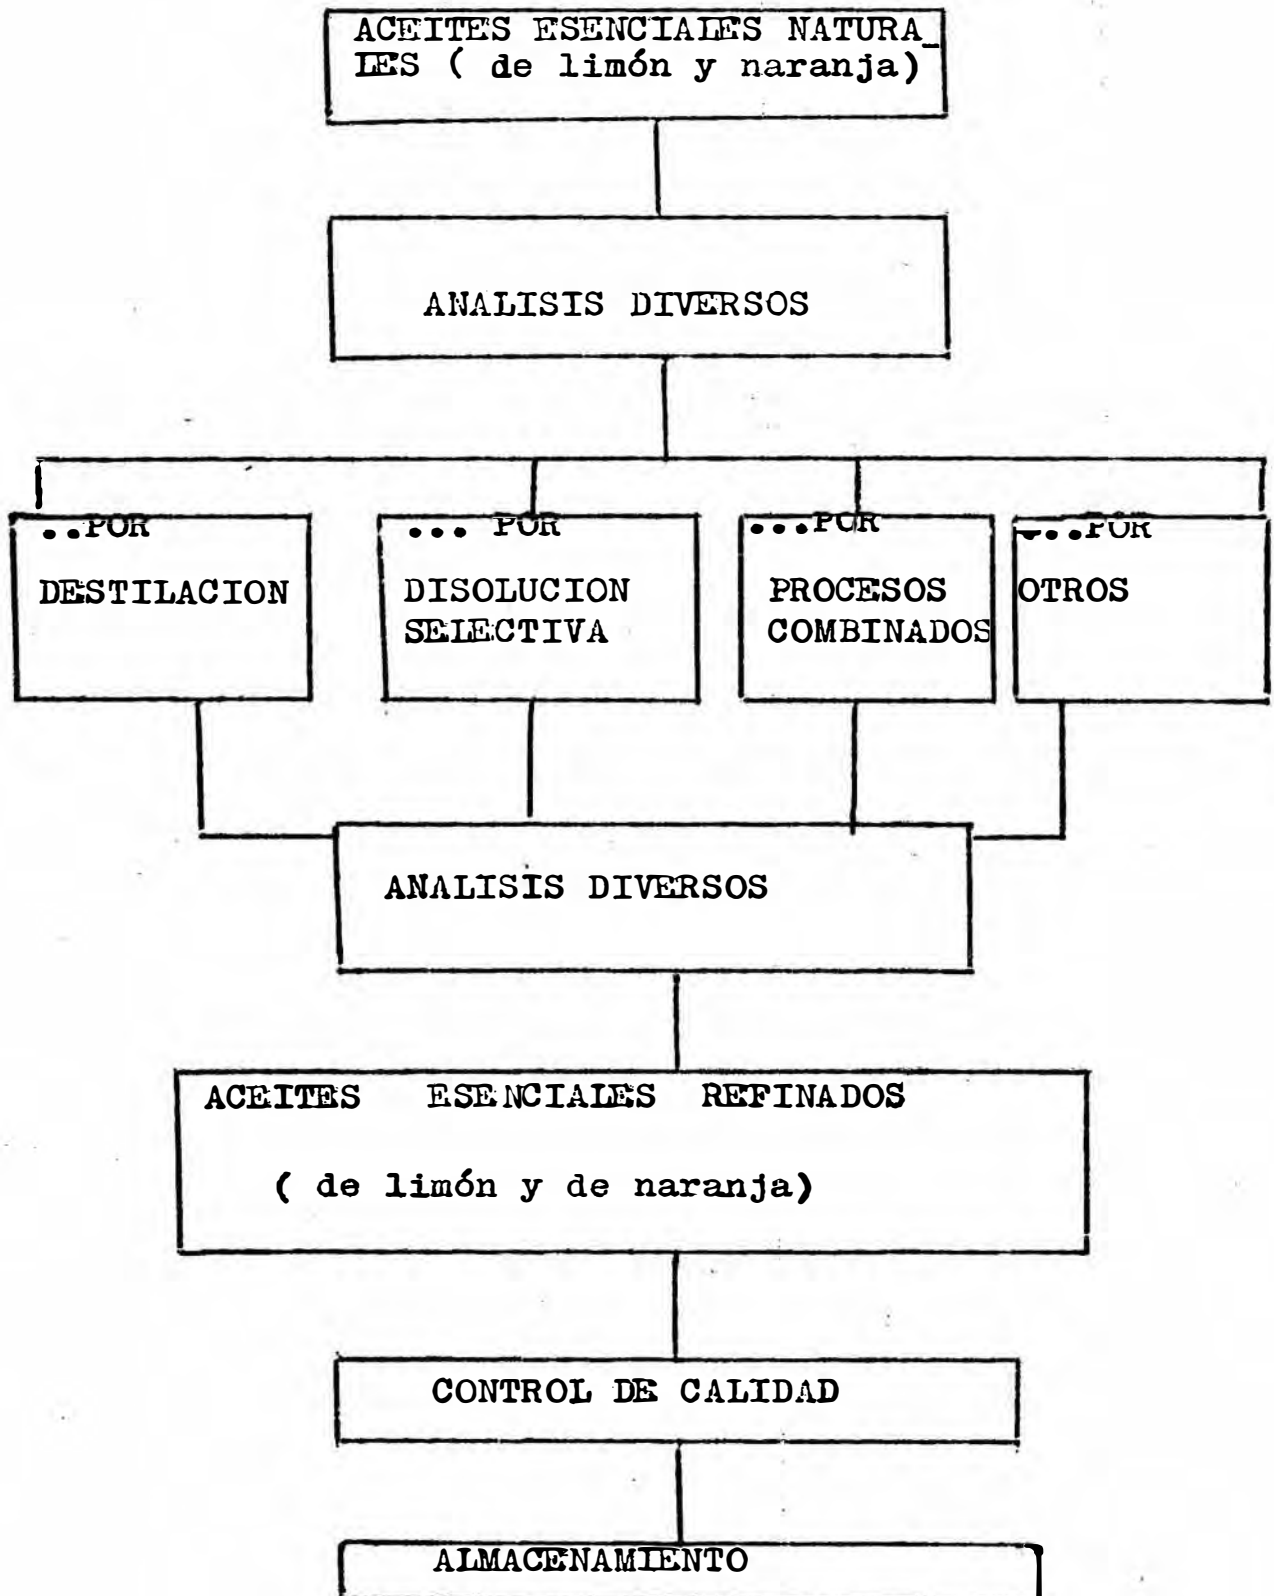 ACEITES ESENCIALES NATURA_
LES ( de limón y naranja)
ANALISIS DIVERSOS
..POR
DESTILACION
... POR
DISOLUCION
SELECTIVA
...POR
PROCESOS
COMBINADOS
...POR
OTROS
ANALISIS DIVERSOS
ACEITES ESENCIALES REFINADOS
( de limón y de naranja)
CONTROL DE CALIDAD
ALMACENAMIENTO